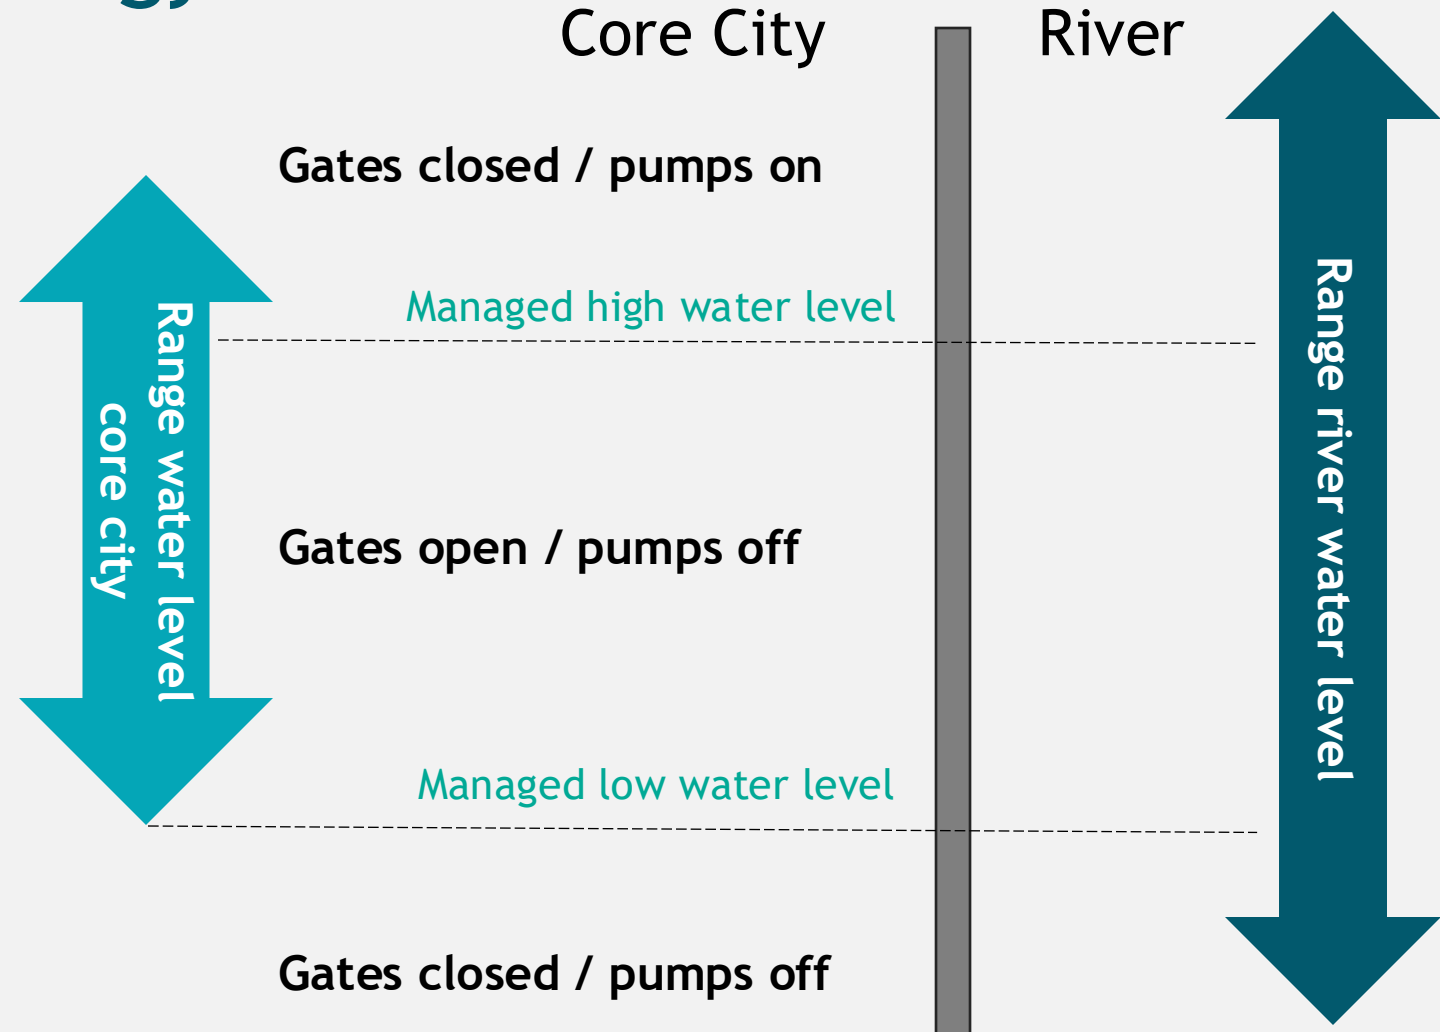 Core City
River
Gates closed / pumps on
Managed high water level
Range water level
core city
Range river water level
Gates open / pumps off
Managed low water level
Gates closed / pumps off